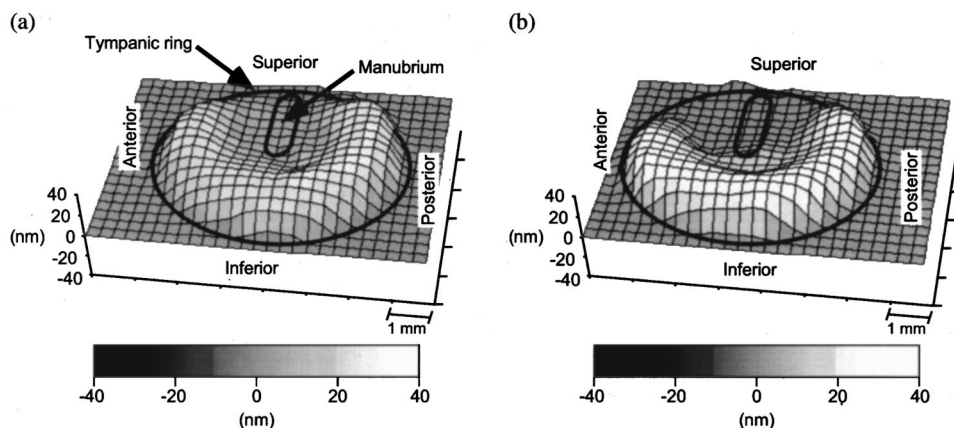 (a)
Tympanic ring
Superior
Manubrium
Anterior
Posterior
40
20
(nm) 0
-20
-40
Inferior
1 mm
-40 -20 0 20 40
(nm)
(b)
Superior
Anterior
Posterior
40
20
(nm) 0
-20
-40
Inferior
1 mm
-40 -20 0 20 40
(nm)